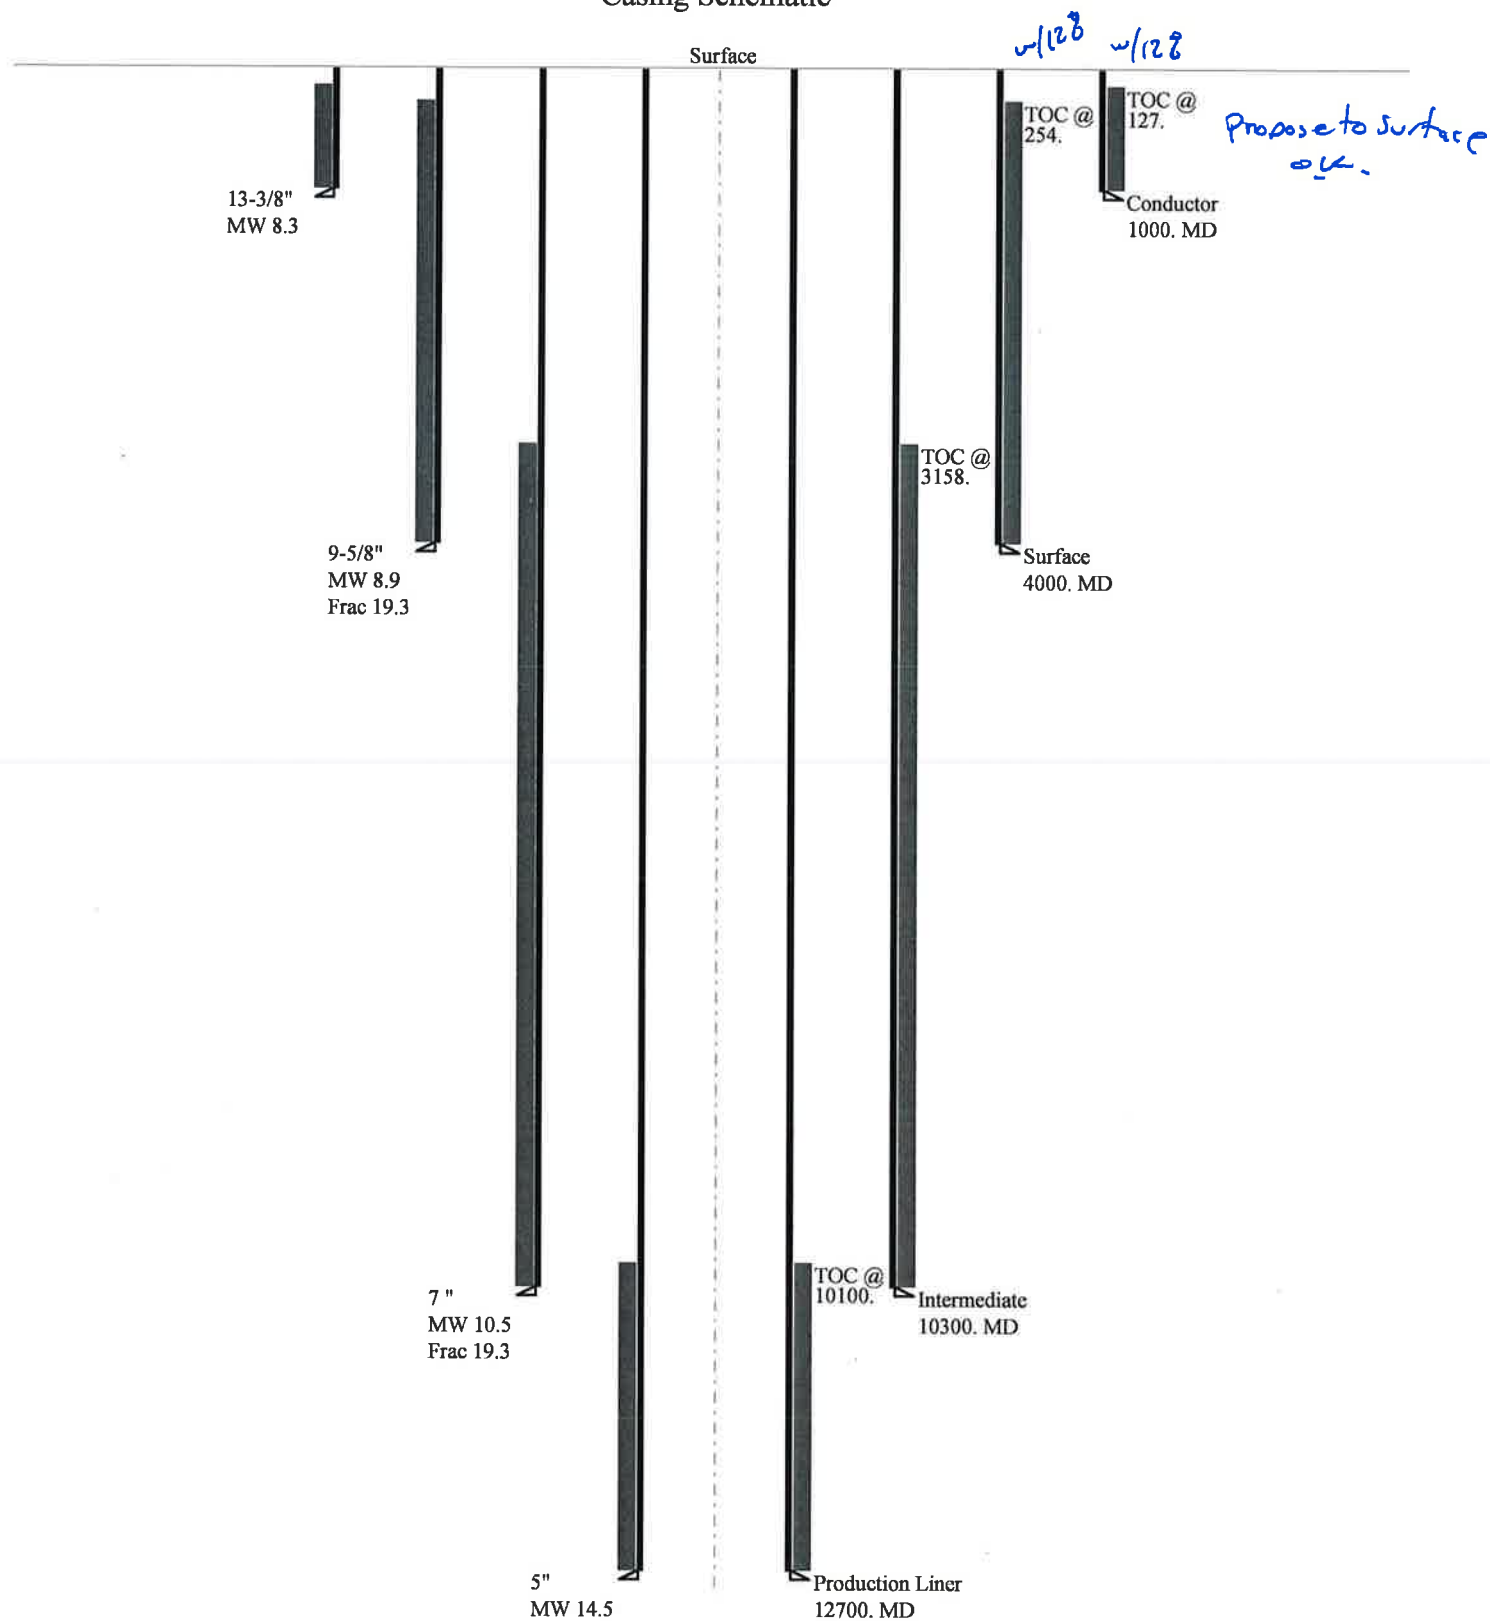 Casing Schematic
Surface
w/12%
w/12%
TOC @
254.
TOC @
127.
Propose to Surface
OK.
13-3/8"
MW 8.3
Conductor
1000. MD
TOC @
3158.
9-5/8"
MW 8.9
Frac 19.3
Surface
4000. MD
TOC @
10100.
7 "
MW 10.5
Frac 19.3
Intermediate
10300. MD
5"
MW 14.5
Production Liner
12700. MD